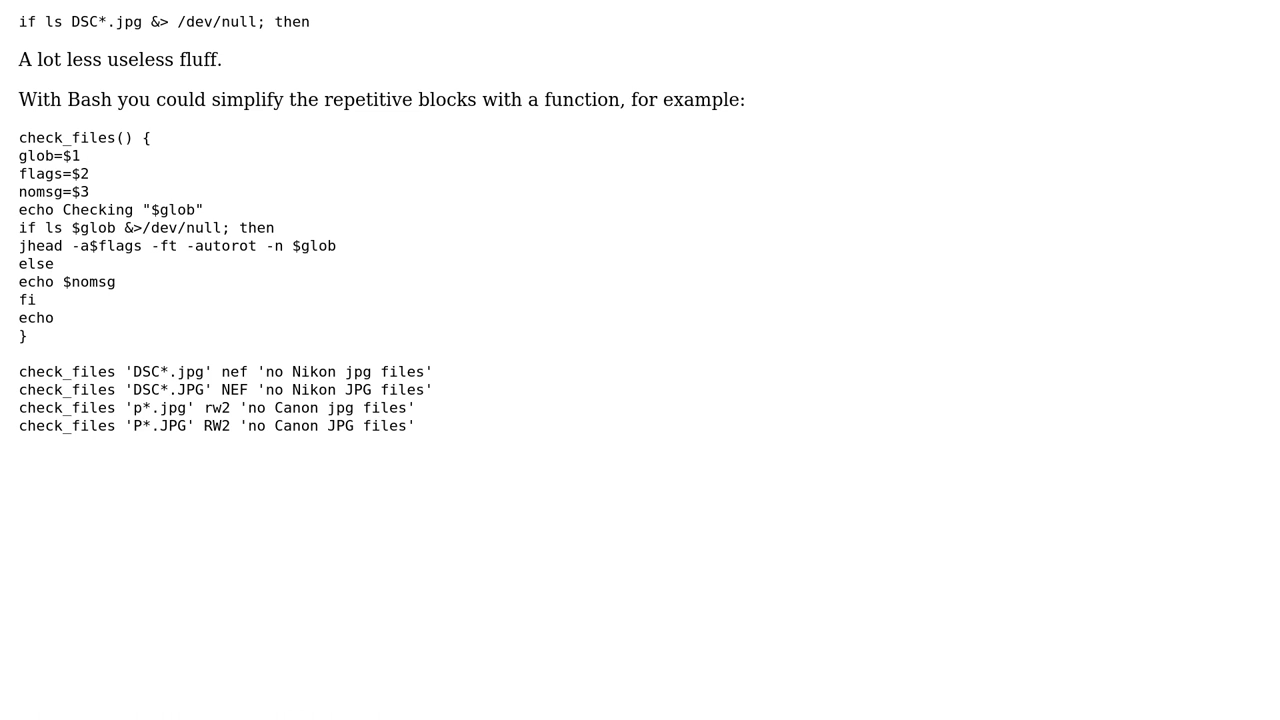 if ls DSC*.jpg &> /dev/null; then
A lot less useless fluff.
With Bash you could simplify the repetitive blocks with a function, for example:
check_files() {
glob=$1
flags=$2
nomsg=$3
echo Checking "$glob"
if ls $glob &>/dev/null; then
jhead -a$flags -ft -autorot -n $glob
else
echo $nomsg
fi
echo
}
check_files 'DSC*.jpg' nef 'no Nikon jpg files'
check_files 'DSC*.JPG' NEF 'no Nikon JPG files'
check_files 'p*.jpg' rw2 'no Canon jpg files'
check_files 'P*.JPG' RW2 'no Canon JPG files'